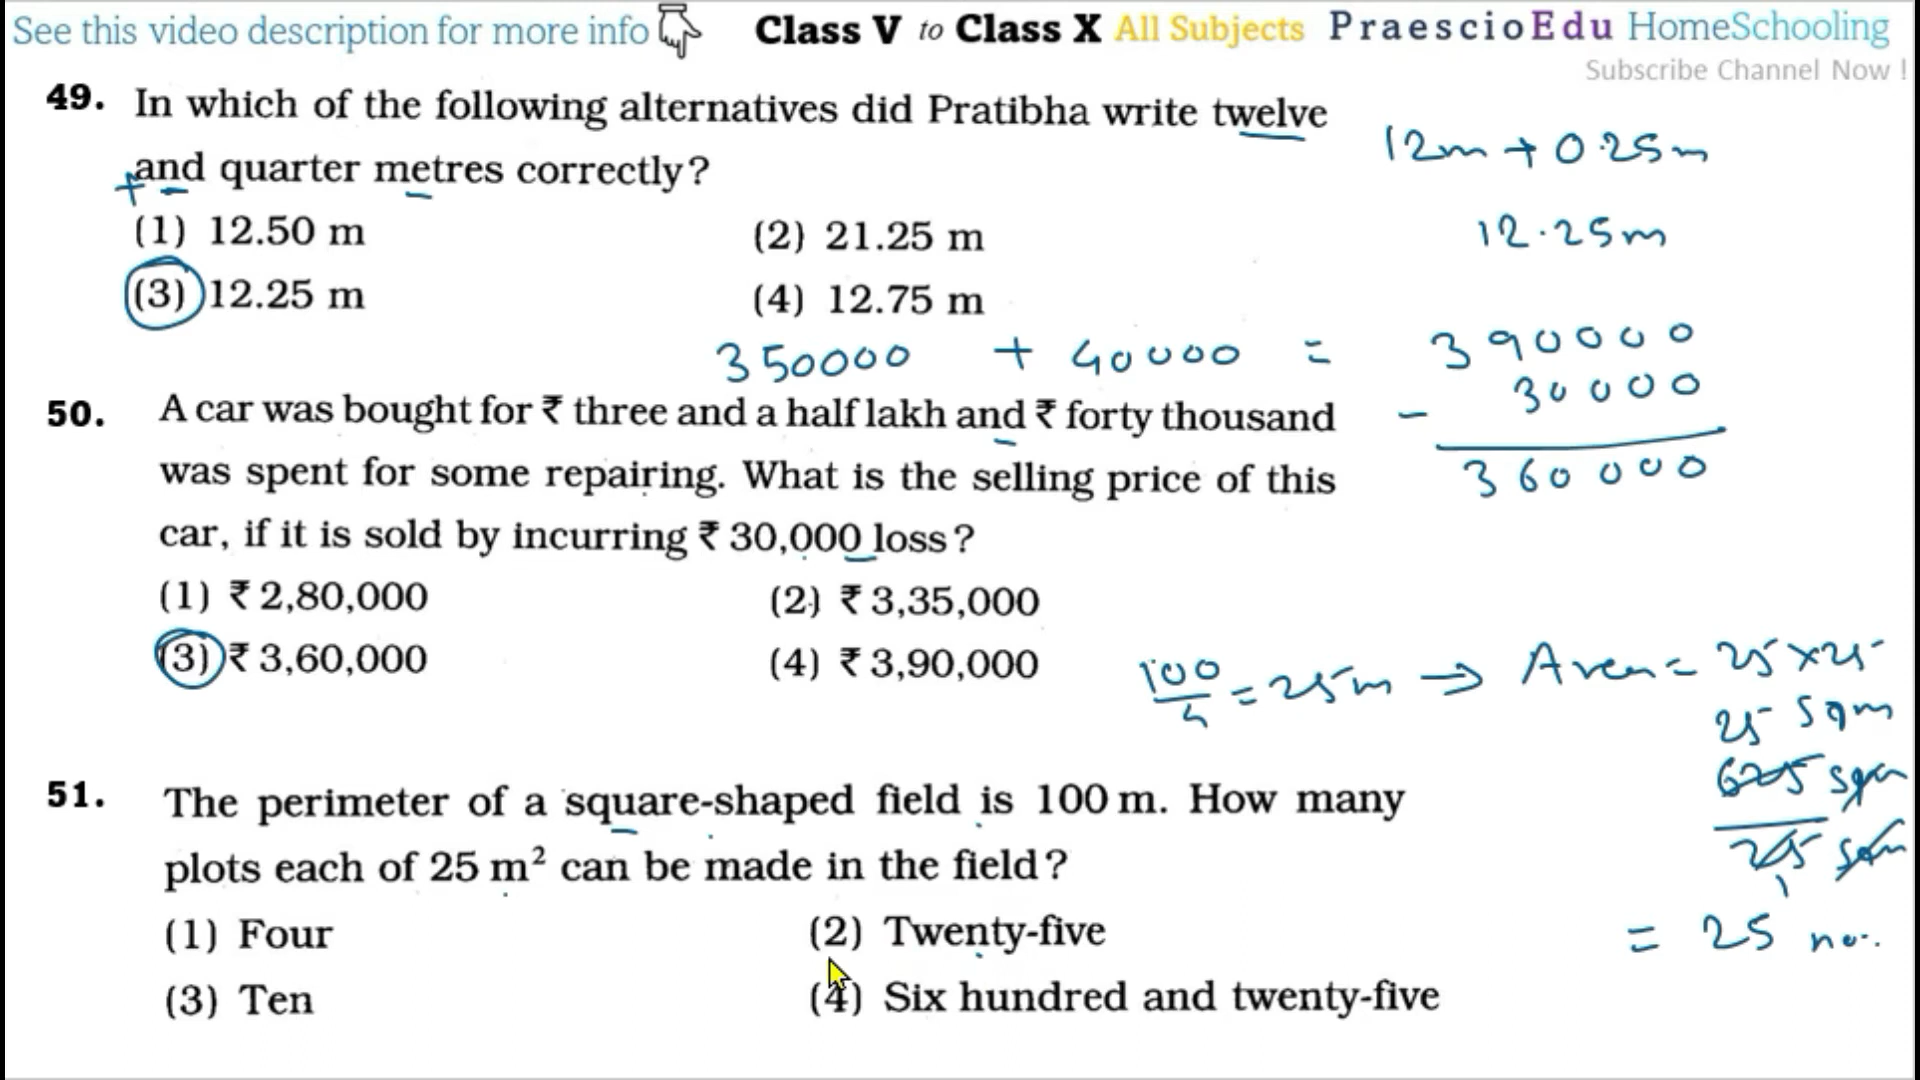 See this video description for more info Class V to Class X All Subjects PraescioEdu HomeSchooling
Subscribe Channel Now !
49. In which of the following alternatives did Pratibha write twelve
+ and quarter metres correctly?
12m + 0.25m
(1) 12.50 m (2) 21.25 m
12.25m
(3) 12.25 m (4) 12.75 m
350000 + 40000 = 390000
- 30000
360000
50. A car was bought for ₹ three and a half lakh and ₹ forty thousand
was spent for some repairing. What is the selling price of this
car, if it is sold by incurring ₹ 30,000 loss?
(1) ₹ 2,80,000 (2) ₹ 3,35,000
(3) ₹ 3,60,000 (4) ₹ 3,90,000
100/4 = 25m → Area = 25×25
25 sqm
625 sqm
25 sqm
1
= 25 no.
51. The perimeter of a square-shaped field is 100 m. How many
plots each of 25 m² can be made in the field?
(1) Four (2) Twenty-five
(3) Ten (4) Six hundred and twenty-five